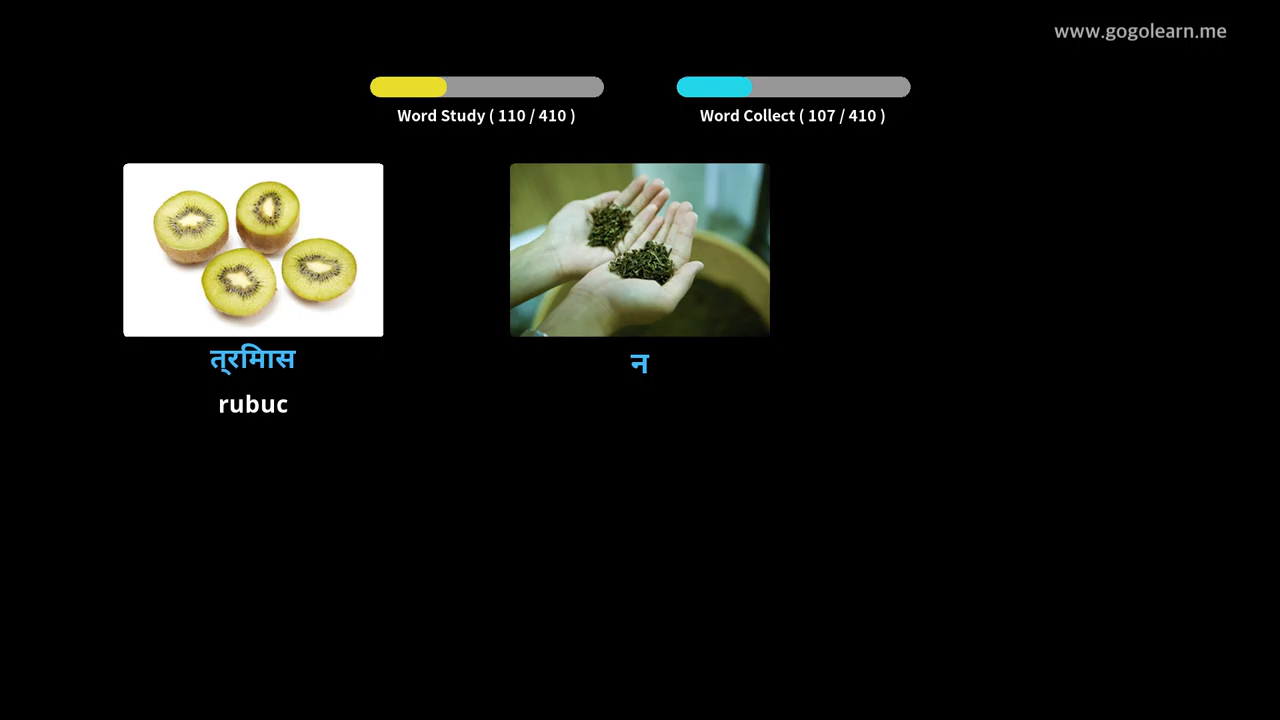 www.gogolearn.me
Word Study ( 110 / 410 )
Word Collect ( 107 / 410 )
त्रमिास
न
rubuc